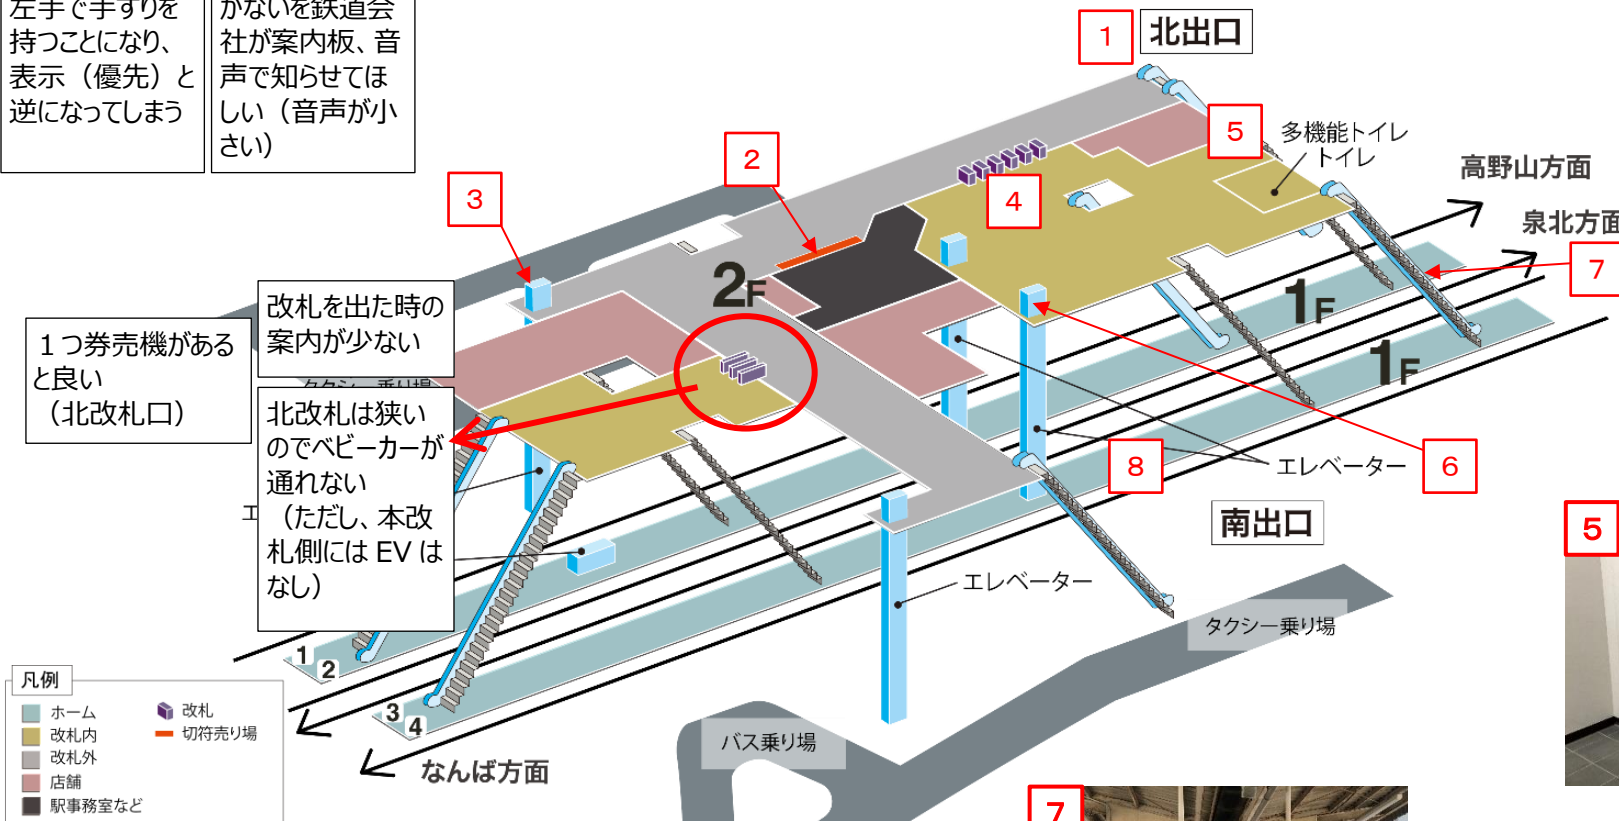 左手で手すりを
持つことになり、
表示（優先）と
逆になってしまう
かないを鉄道会
社が案内板、音
声で知らせてほ
しい（音声が小
さい）
1
北出口
2
3
4
5
多機能トイレ
トイレ
高野山方面
泉北方面
7
2F
1F
1F
改札を出た時の
案内が少ない
１つ券売機がある
と良い
（北改札口）
北改札は狭い
のでベビーカーが
通れない
（ただし、本改
札側には EV は
なし）
8
エレベーター
6
南出口
5
エレベーター
タクシー乗り場
1
2
3
4
バス乗り場
なんば方面
凡例
ホーム
改札
改札内
切符売り場
改札外
店舗
駅事務室など
7